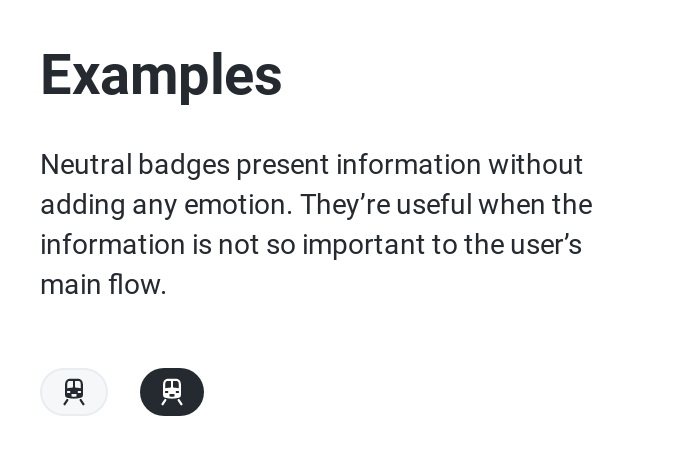 Examples
Neutral badges present information without
adding any emotion. They’re useful when the
information is not so important to the user’s
main flow.